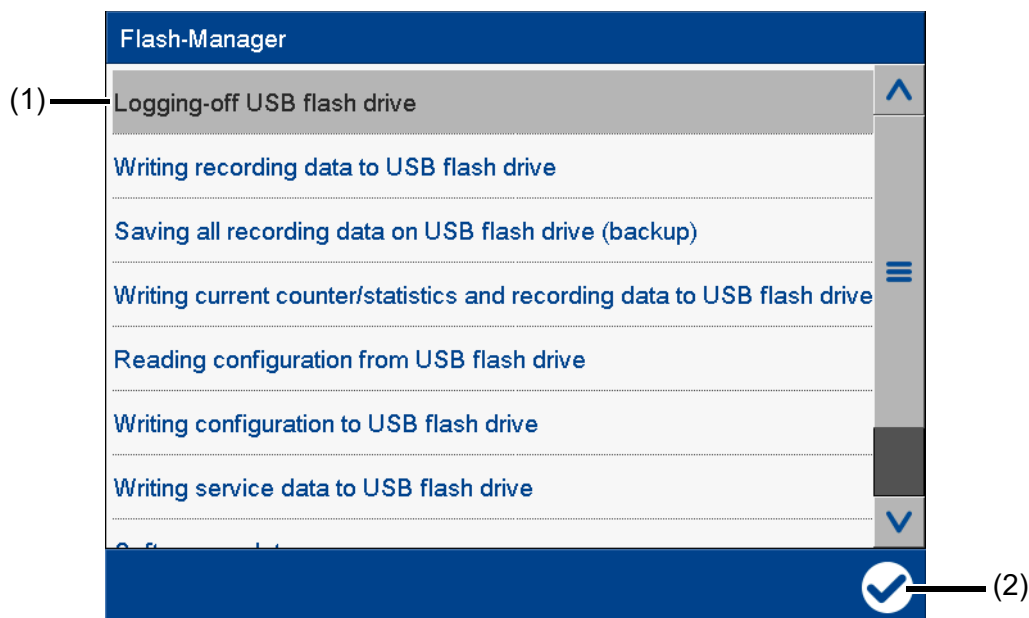 Flash-Manager
(1)
Logging-off USB flash drive
Writing recording data to USB flash drive
Saving all recording data on USB flash drive (backup)
Writing current counter/statistics and recording data to USB flash drive
Reading configuration from USB flash drive
Writing configuration to USB flash drive
Writing service data to USB flash drive
(2)